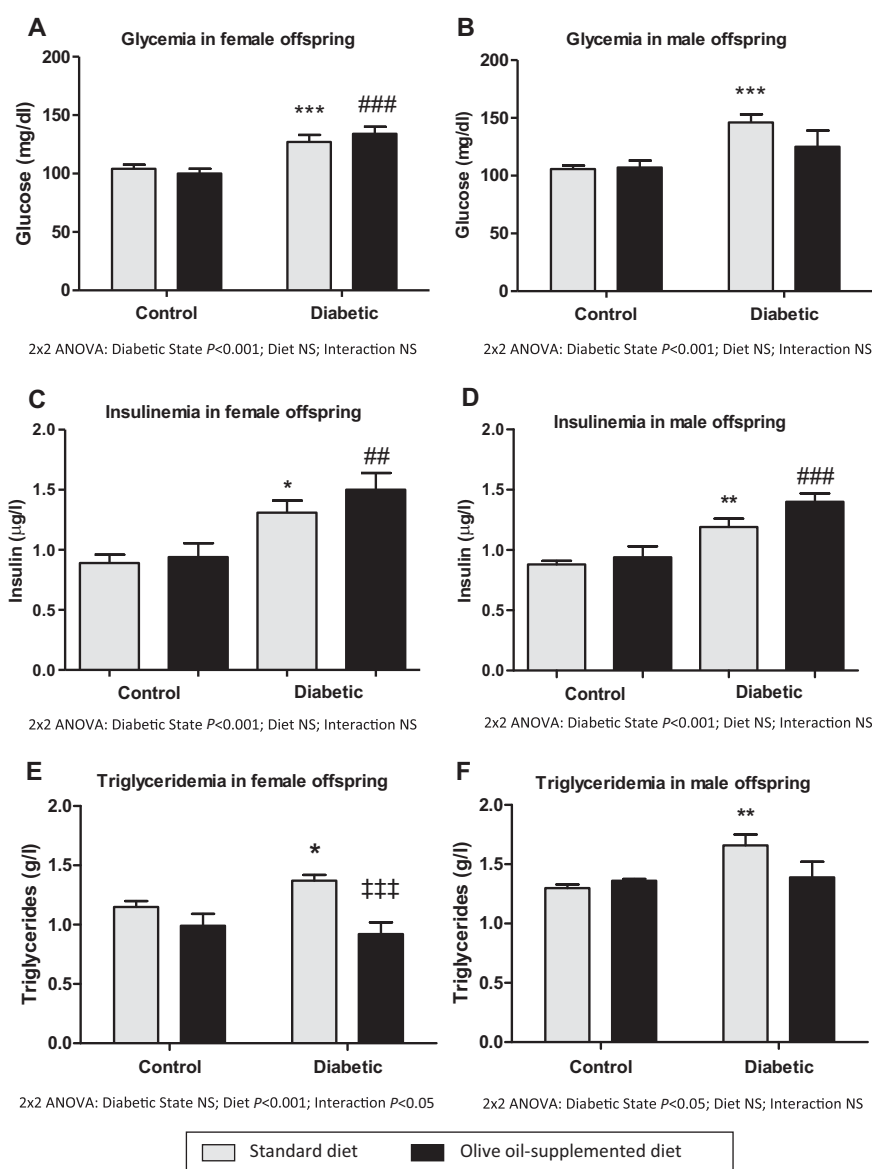 A
Glycemia in female offspring
200
150
100
50
0
Glucose (mg/dl)
***
###
Control
Diabetic
2x2 ANOVA: Diabetic State P<0.001; Diet NS; Interaction NS
B
Glycemia in male offspring
200
150
100
50
0
Glucose (mg/dl)
***
Control
Diabetic
2x2 ANOVA: Diabetic State P<0.001; Diet NS; Interaction NS
C
Insulinemia in female offspring
2.0
1.5
1.0
0.5
0.0
Insulin (μg/l)
*
##
Control
Diabetic
2x2 ANOVA: Diabetic State P<0.001; Diet NS; Interaction NS
D
Insulinemia in male offspring
2.0
1.5
1.0
0.5
0.0
Insulin (μg/l)
**
###
Control
Diabetic
2x2 ANOVA: Diabetic State P<0.001; Diet NS; Interaction NS
E
Triglyceridemia in female offspring
2.0
1.5
1.0
0.5
0.0
Triglycerides (g/l)
*
‡‡‡
Control
Diabetic
2x2 ANOVA: Diabetic State NS; Diet P<0.001; Interaction P<0.05
F
Triglyceridemia in male offspring
2.0
1.5
1.0
0.5
0.0
Triglycerides (g/l)
**
Control
Diabetic
2x2 ANOVA: Diabetic State P<0.05; Diet NS; Interaction NS
Standard diet
Olive oil-supplemented diet